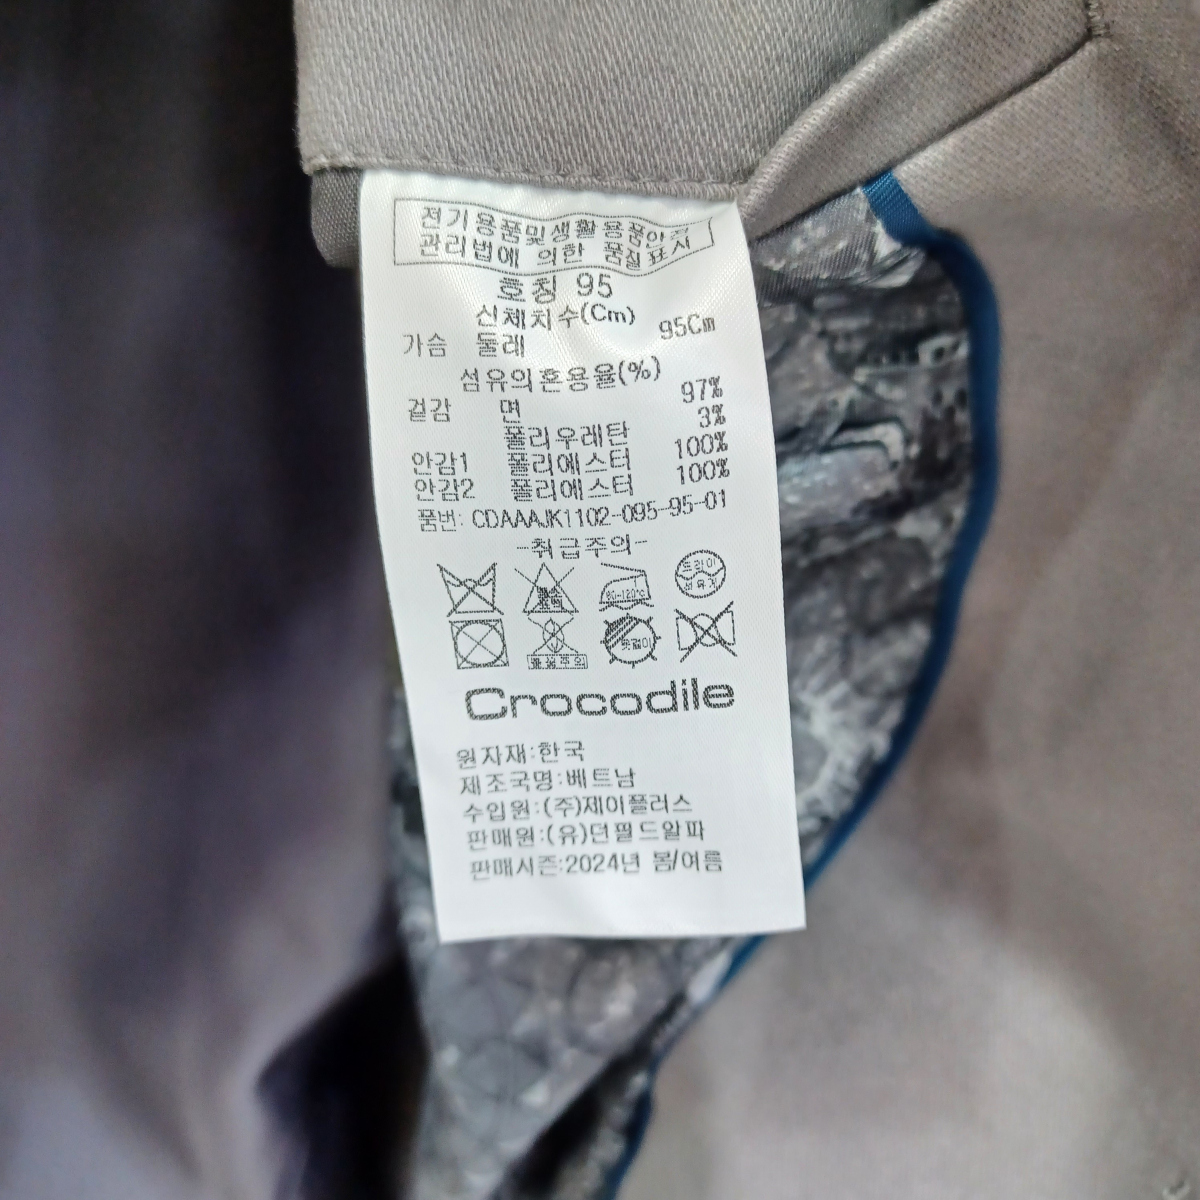 전기용품및생활용품안전
관리법에 의한 품질표시
호칭 95
신체치수(Cm)
가슴 둘레 95Cm
섬유의혼용율(%)
겉감 면 97%
폴리우레탄 3%
안감1 폴리에스터 100%
안감2 폴리에스터 100%
품번: CDAAAJK1102-095-95-01
-취급주의-
80-120℃
드라이
Crocodile
원자재:한국
제조국명:베트남
수입원:(주)제이플러스
판매원:(유)던필드알파
판매시즌:2024년 봄/여름